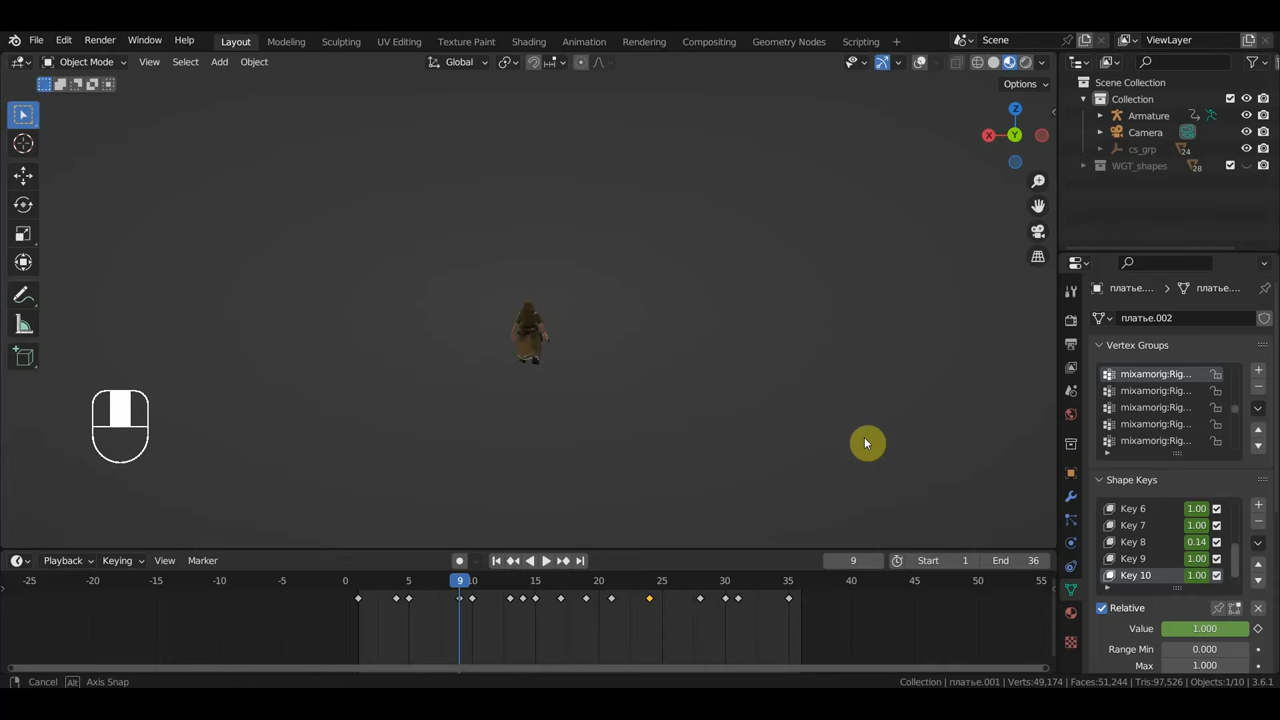 File Edit Render Window Help Layout Modeling Sculpting UV Editing Texture Paint Shading Animation Rendering Compositing Geometry Nodes Scripting + Scene ViewLayer
Object Mode View Select Add Object Global
Options
Z
X
Y
Scene Collection
Collection
Armature
Camera
cs_grp 24
WGT_shapes 28
платье.... платье....
платье.002
Vertex Groups
mixamorig:Rig...
mixamorig:Rig...
mixamorig:Rig...
mixamorig:Rig...
mixamorig:Rig...
Shape Keys
Key 6 1.00
Key 7 1.00
Key 8 0.14
Key 9 1.00
Key 10 1.00
Relative
Value 1.000
Range Min 0.000
Max 1.000
Playback Keying View Marker 9 Start 1 End 36
-25 -20 -15 -10 -5 0 5 9 10 15 20 25 30 35 40 45 50 55
Cancel Alt Axis Snap Collection | платье.001 | Verts:49,174 | Faces:51,244 | Tris:97,526 | Objects:1/10 | 3.6.1